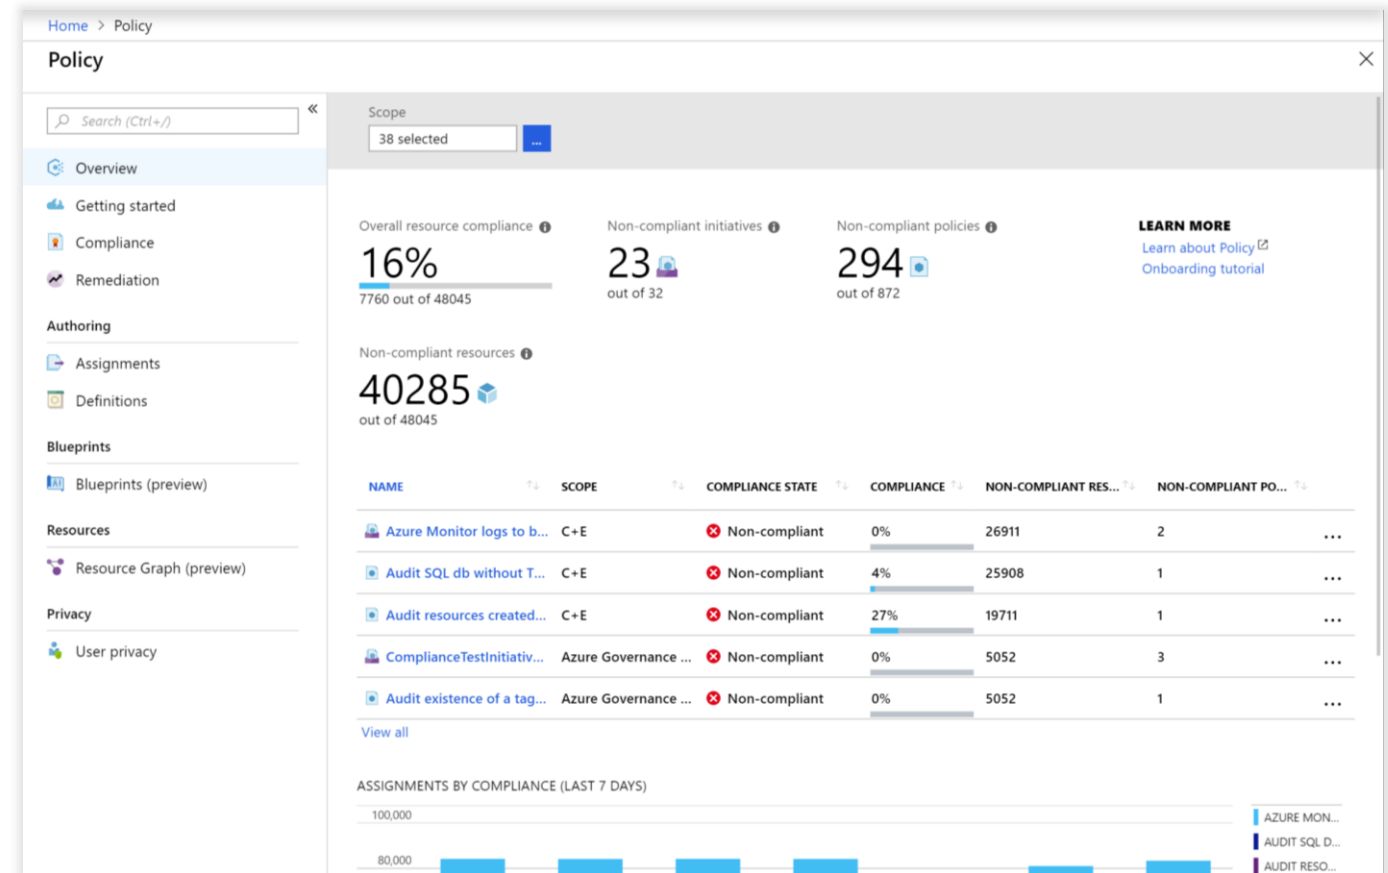 Home > Policy
Policy
Search (Ctrl+/)
«
Overview
Getting started
Compliance
Remediation
Authoring
Assignments
Definitions
Blueprints
Blueprints (preview)
Resources
Resource Graph (preview)
Privacy
User privacy
Scope
38 selected ...
Overall resource compliance
16%
7760 out of 48045
Non-compliant initiatives
23
out of 32
Non-compliant policies
294
out of 872
LEARN MORE
Learn about Policy
Onboarding tutorial
Non-compliant resources
40285
out of 48045
NAME SCOPE COMPLIANCE STATE COMPLIANCE NON-COMPLIANT RES... NON-COMPLIANT PO...
Azure Monitor logs to b... C+E Non-compliant 0% 26911 2 ...
Audit SQL db without T... C+E Non-compliant 4% 25908 1 ...
Audit resources created... C+E Non-compliant 27% 19711 1 ...
ComplianceTestInitiativ... Azure Governance ... Non-compliant 0% 5052 3 ...
Audit existence of a tag... Azure Governance ... Non-compliant 0% 5052 1 ...
View all
ASSIGNMENTS BY COMPLIANCE (LAST 7 DAYS)
100,000
80,000
AZURE MON...
AUDIT SQL D...
AUDIT RESO...